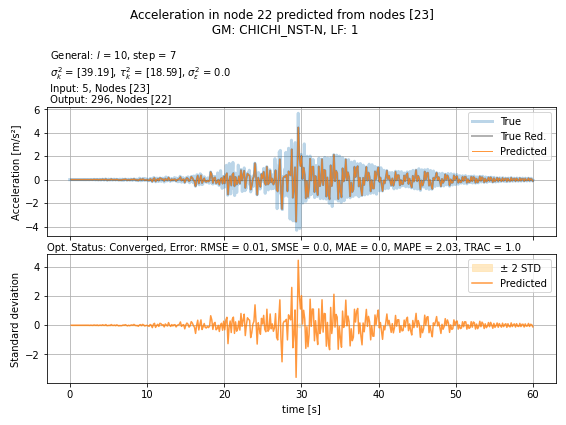 Acceleration in node 22 predicted from nodes [23]
GM: CHICHI_NST-N, LF: 1
General: l = 10, step = 7
σ²ₖ = [39.19], τ²ₖ = [18.59], σ²ε = 0.0
Input: 5, Nodes [23]
Output: 296, Nodes [22]
Acceleration [m/s²]
6
4
2
0
−2
−4
True
True Red.
Predicted
Opt. Status: Converged, Error: RMSE = 0.01, SMSE = 0.0, MAE = 0.0, MAPE = 2.03, TRAC = 1.0
Standard deviation
4
2
0
−2
± 2 STD
Predicted
0 10 20 30 40 50 60
time [s]